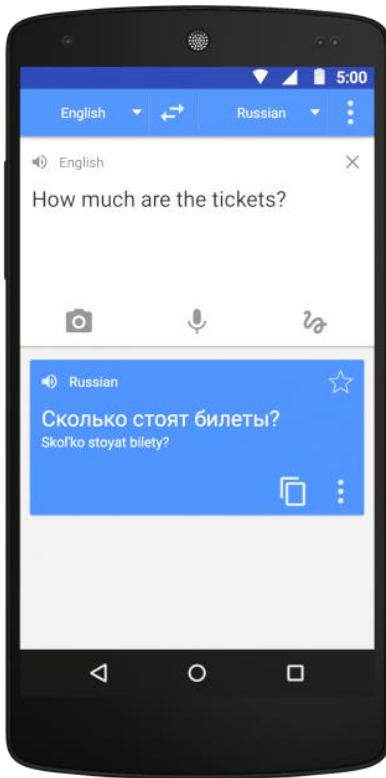 5:00
English Russian
English
How much are the tickets?
Russian
Сколько стоят билеты?
Skol'ko stoyat bilety?